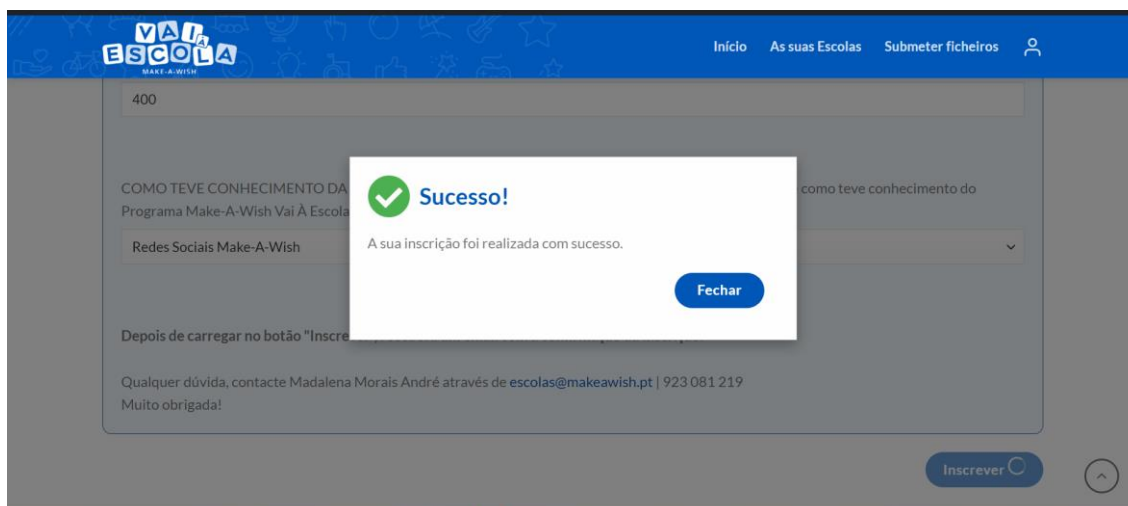 VAI À
ESCOLA
MAKE-A-WISH
Início As suas Escolas Submeter ficheiros
400
COMO TEVE CONHECIMENTO DA
como teve conhecimento do
Programa Make-A-Wish Vai À Escola
Redes Sociais Make-A-Wish
Sucesso!
A sua inscrição foi realizada com sucesso.
Fechar
Depois de carregar no botão "Inscre
Qualquer dúvida, contacte Madalena Morais André através de escolas@makeawish.pt | 923 081 219
Muito obrigada!
Inscrever